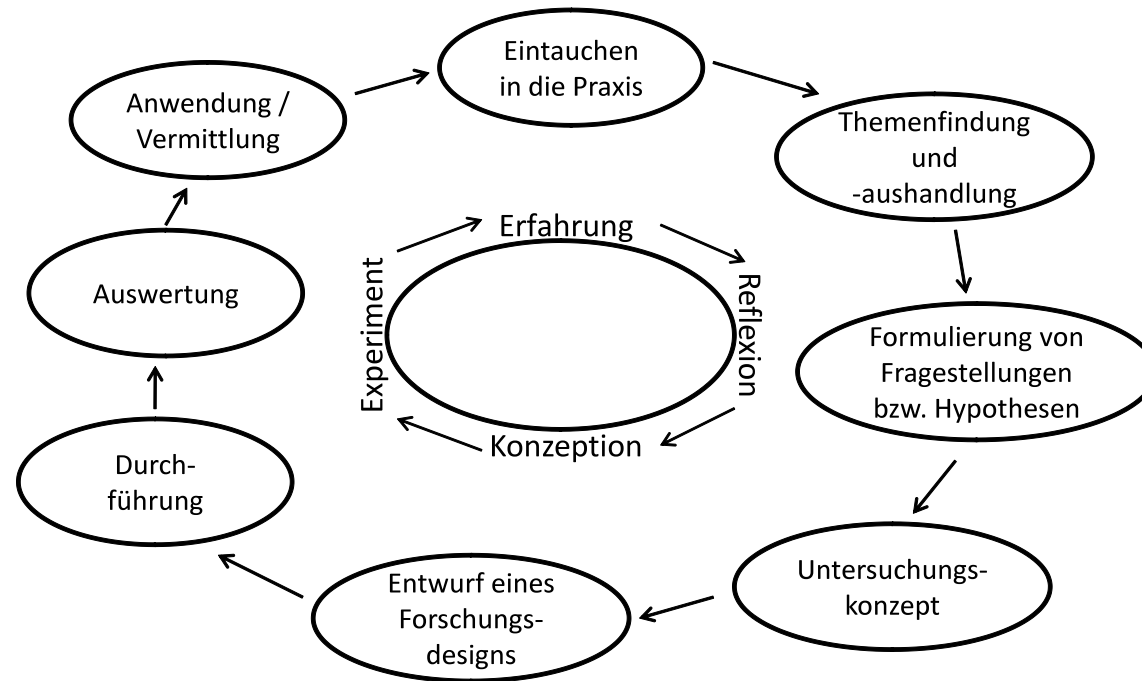 Eintauchen
in die Praxis
Themenfindung
und
-aushandlung
Formulierung von
Fragestellungen
bzw. Hypothesen
Untersuchungs-
konzept
Entwurf eines
Forschungs-
designs
Durch-
führung
Auswertung
Anwendung /
Vermittlung
Erfahrung
Reflexion
Konzeption
Experiment